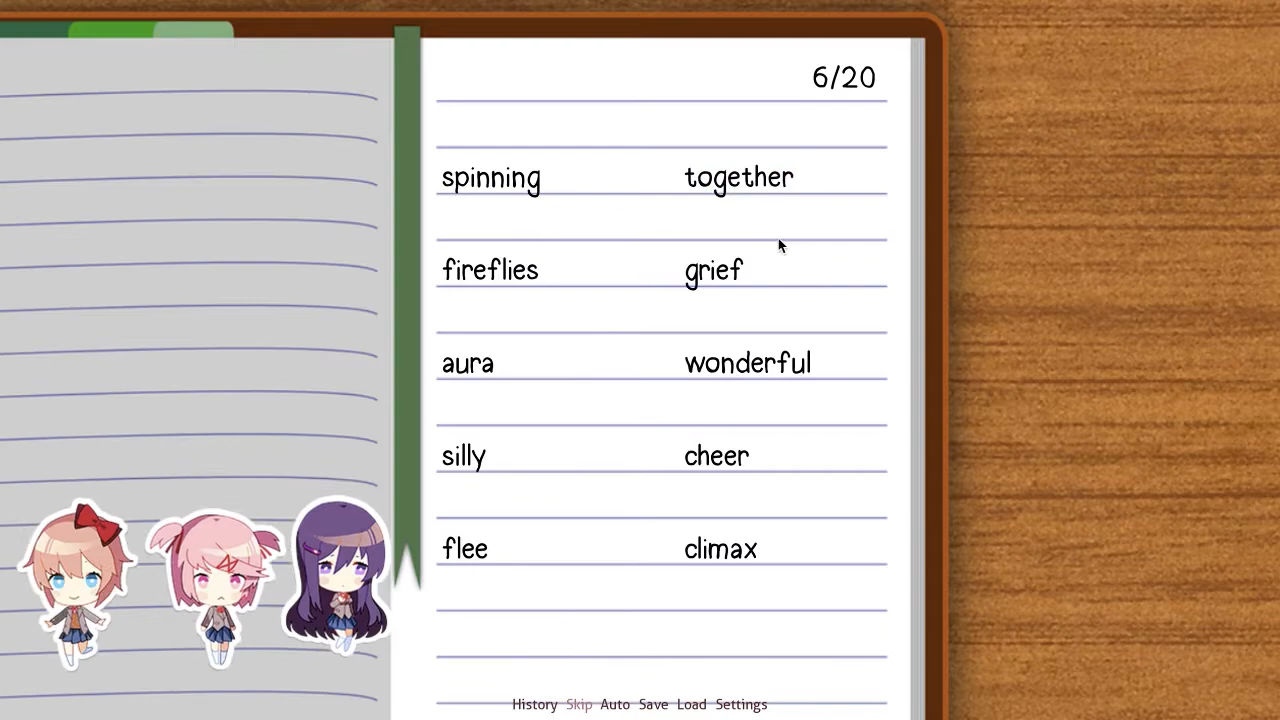 6/20
spinning together
fireflies grief
aura wonderful
silly cheer
flee climax
History Skip Auto Save Load Settings